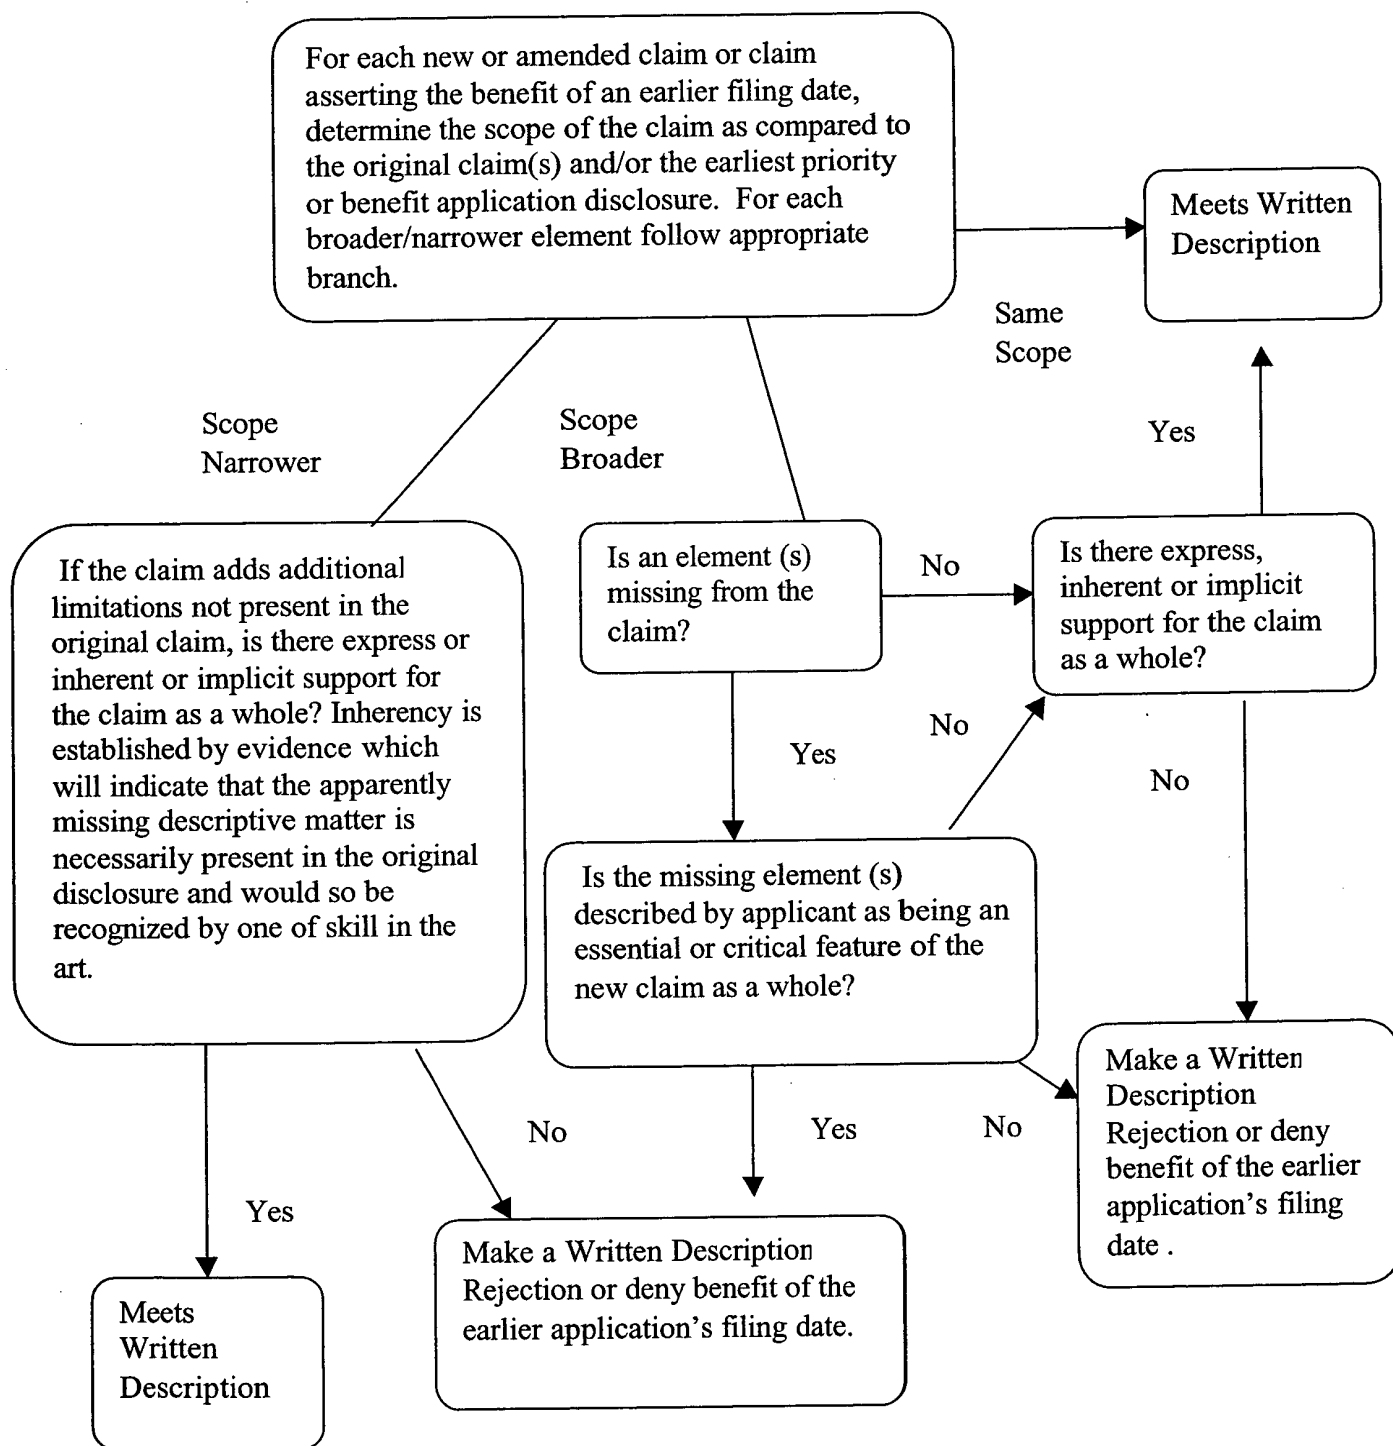 For each new or amended claim or claim
asserting the benefit of an earlier filing date,
determine the scope of the claim as compared to
the original claim(s) and/or the earliest priority
or benefit application disclosure.  For each
broader/narrower element follow appropriate
branch.
Meets Written
Description
Same
Scope
Scope
Narrower
Scope
Broader
Yes
If the claim adds additional
limitations not present in the
original claim, is there express or
inherent or implicit support for
the claim as a whole? Inherency is
established by evidence which
will indicate that the apparently
missing descriptive matter is
necessarily present in the original
disclosure and would so be
recognized by one of skill in the
art.
Is an element (s)
missing from the
claim?
No
Is there express,
inherent or implicit
support for the claim
as a whole?
Yes
No
No
Is the missing element (s)
described by applicant as being an
essential or critical feature of the
new claim as a whole?
Make a Written
Description
Rejection or deny
benefit of the earlier
application's filing
date .
No
Yes
No
Yes
Make a Written Description
Rejection or deny benefit of the
earlier application's filing date.
Meets
Written
Description